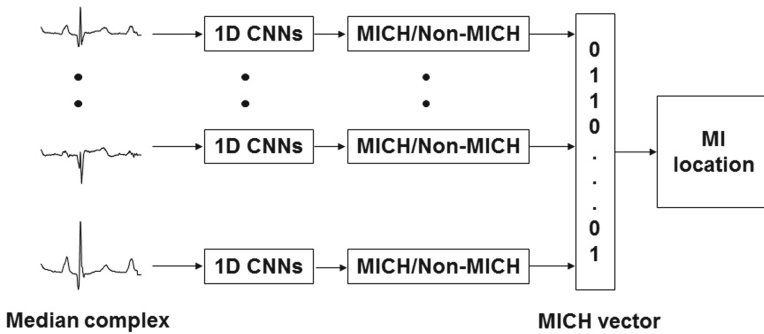 1D CNNs
MICH/Non-MICH
1D CNNs
MICH/Non-MICH
1D CNNs
MICH/Non-MICH
0
1
1
0
.
.
.
0
1
MI
location
Median complex
MICH vector